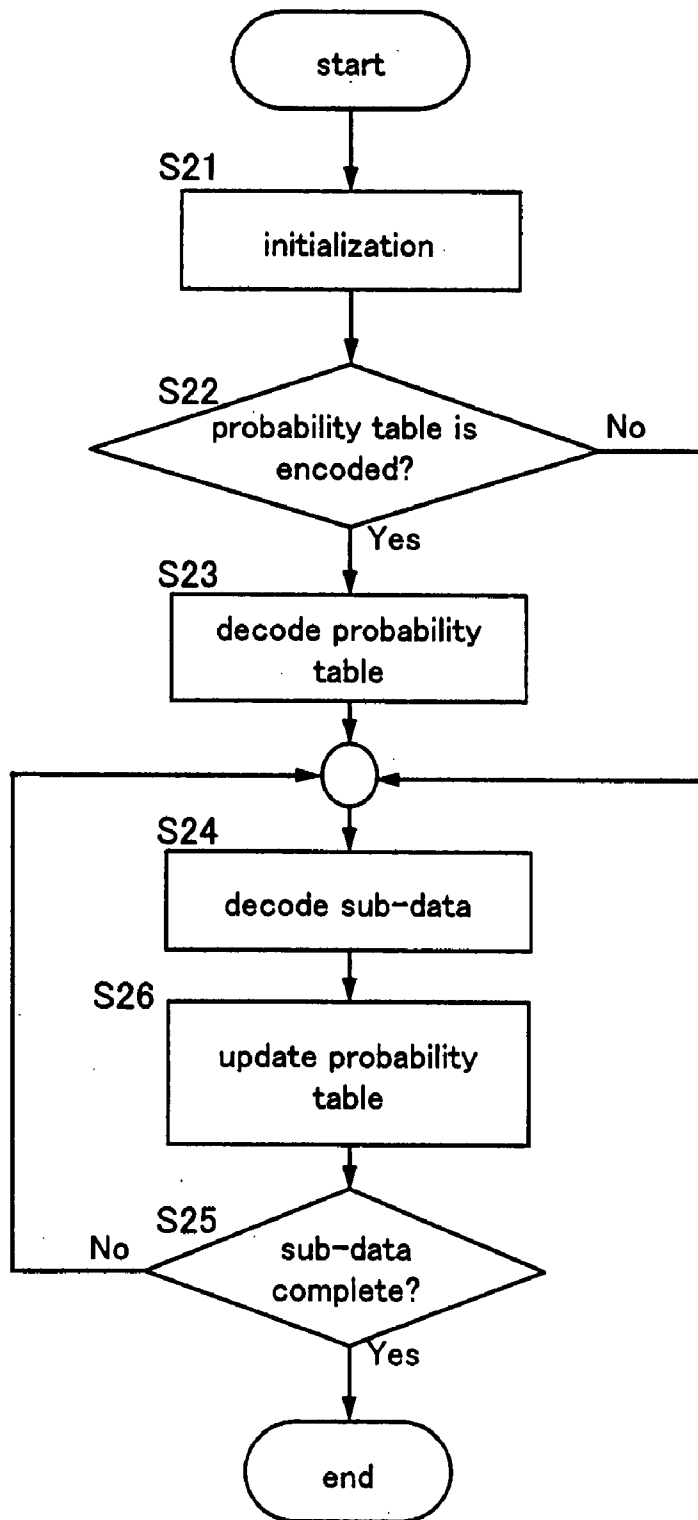 start
S21
initialization
S22
probability table is
encoded?
No
Yes
S23
decode probability
table
S24
decode sub-data
S26
update probability
table
S25
No
sub-data
complete?
Yes
end